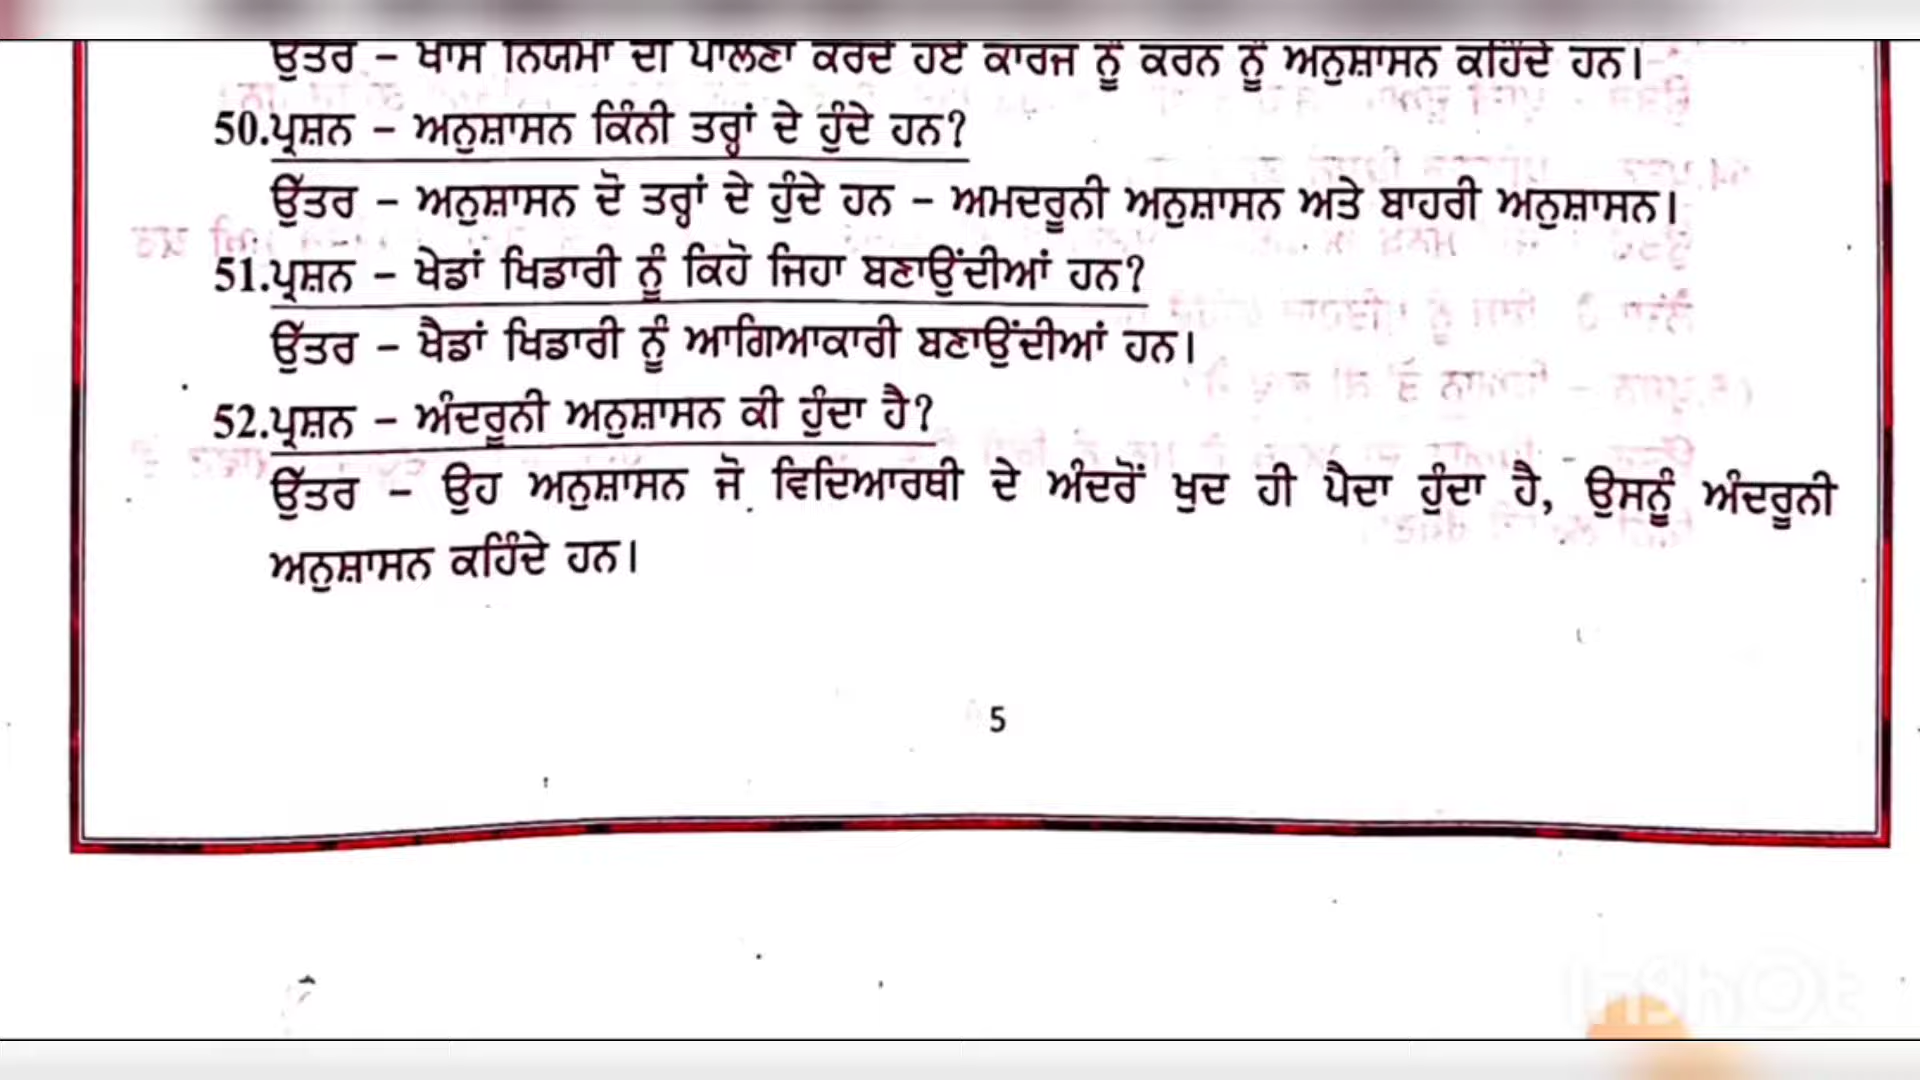 ਉੱਤਰ – ਖਾਸ ਨਿਯਮਾਂ ਦੀ ਪਾਲਣਾ ਕਰਦੇ ਹੋਏ ਕਾਰਜ ਨੂੰ ਕਰਨ ਨੂੰ ਅਨੁਸ਼ਾਸਨ ਕਹਿੰਦੇ ਹਨ।
50.ਪ੍ਰਸ਼ਨ – ਅਨੁਸ਼ਾਸਨ ਕਿੰਨੀ ਤਰ੍ਹਾਂ ਦੇ ਹੁੰਦੇ ਹਨ?
ਉੱਤਰ – ਅਨੁਸ਼ਾਸਨ ਦੋ ਤਰ੍ਹਾਂ ਦੇ ਹੁੰਦੇ ਹਨ – ਅਮਦਰੂਨੀ ਅਨੁਸ਼ਾਸਨ ਅਤੇ ਬਾਹਰੀ ਅਨੁਸ਼ਾਸਨ।
51.ਪ੍ਰਸ਼ਨ – ਖੇਡਾਂ ਖਿਡਾਰੀ ਨੂੰ ਕਿਹੋ ਜਿਹਾ ਬਣਾਉਂਦੀਆਂ ਹਨ?
ਉੱਤਰ – ਖੈਡਾਂ ਖਿਡਾਰੀ ਨੂੰ ਆਗਿਆਕਾਰੀ ਬਣਾਉਂਦੀਆਂ ਹਨ।
52.ਪ੍ਰਸ਼ਨ – ਅੰਦਰੂਨੀ ਅਨੁਸ਼ਾਸਨ ਕੀ ਹੁੰਦਾ ਹੈ?
ਉੱਤਰ – ਉਹ ਅਨੁਸ਼ਾਸਨ ਜੋ ਵਿਦਿਆਰਥੀ ਦੇ ਅੰਦਰੋਂ ਖੁਦ ਹੀ ਪੈਦਾ ਹੁੰਦਾ ਹੈ, ਉਸਨੂੰ ਅੰਦਰੂਨੀ
ਅਨੁਸ਼ਾਸਨ ਕਹਿੰਦੇ ਹਨ।
5
InShOt